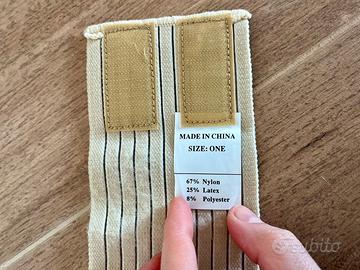 MADE IN CHINA
SIZE: ONE
67% Nylon
25% Latex
8% Polyester
subito